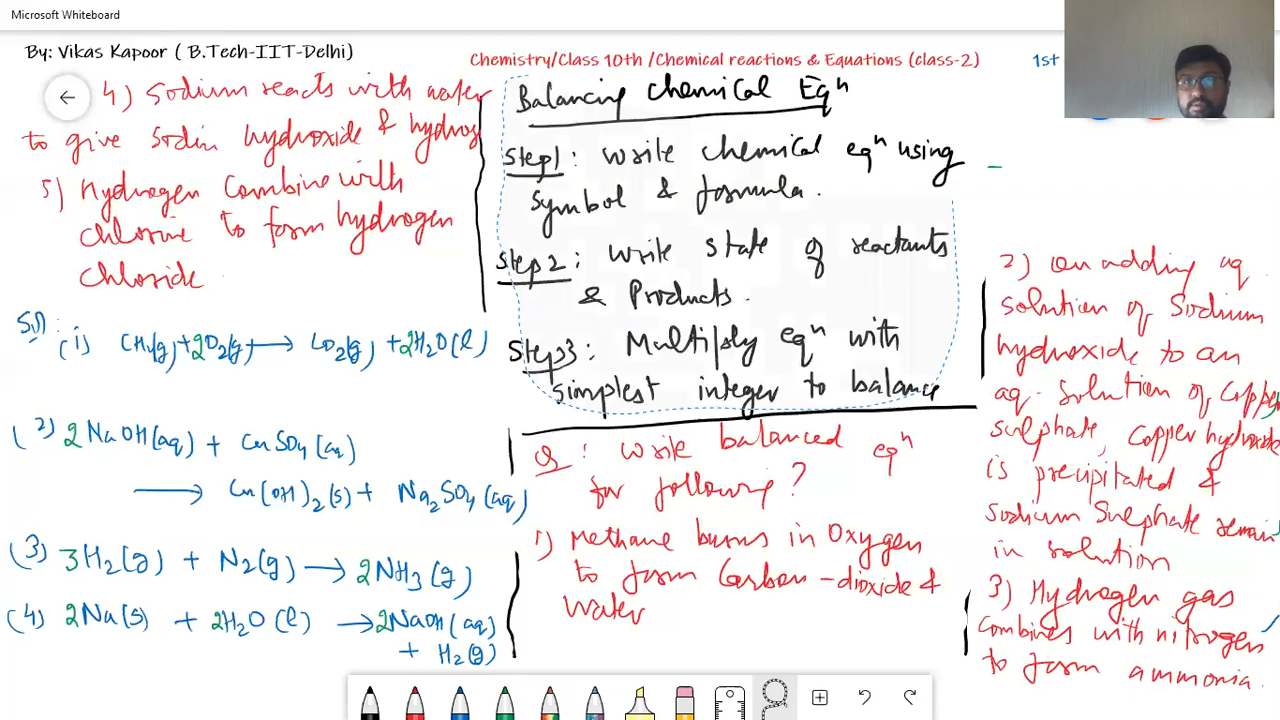 Microsoft Whiteboard
By: Vikas Kapoor ( B.Tech-IIT-Delhi)
Chemistry/Class 10th /Chemical reactions & Equations (class-2)
1st
4) Sodium reacts with water
to give Sodin hydroxide & hydrog
5) Hydrogen Combine with
chlorine to form hydrogen
chloride
Sol:
(i) CH4(g) + 2O2(g) → CO2(g) + 2H2O(l)
(2) 2NaOH(aq) + CuSO4(aq)
→ Cu(OH)2(s) + Na2SO4(aq)
(3) 3H2(g) + N2(g) → 2NH3(g)
(4) 2Na(s) + 2H2O(l) → 2NaOH(aq)
+ H2(g)
Balancing chemical Eqn
Step1: Write chemical eqn using
Symbol & formula.
Step2: Write state of reactants
& Products.
Step3: Multiply eqn with
simplest integer to balance
Q: Write balanced eqn
for following?
1) Methane burns in Oxygen
to form Carbon-dioxide &
Water
2) On adding aq.
solution of Sodium
hydroxide to an
aq. Solution of Copper
sulphate, Copper hydroxide
is precipitated &
Sodium Sulphate remain
in solution
3) Hydrogen gas
Combines with nitrogen
to form ammonia.